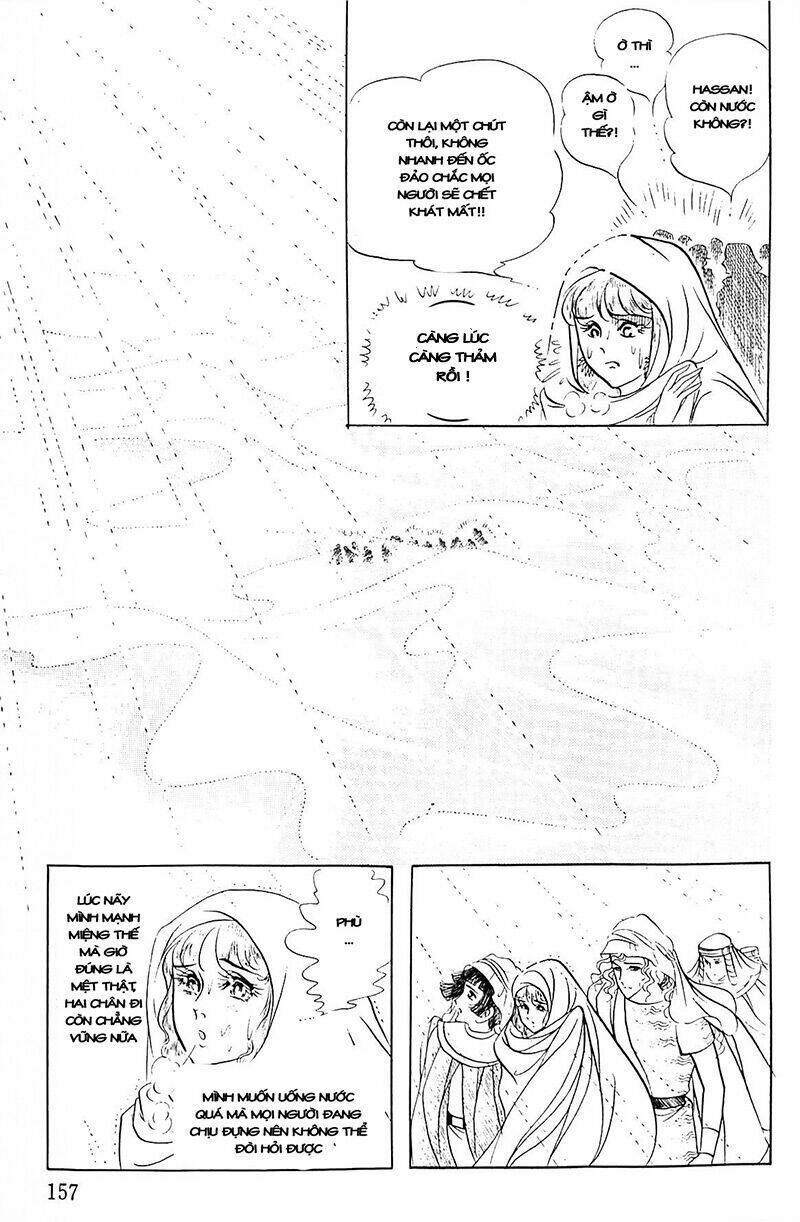 HASSAN!
CÒN NƯỚC
KHÔNG?!
Ở THÌ
...
ẬM Ờ
GÌ
THẾ?!
CÒN LẠI MỘT CHÚT
THÔI, KHÔNG
NHANH ĐẾN ỐC
ĐẢO CHẮC MỌI
NGƯỜI SẼ CHẾT
KHÁT MẤT!!
CÀNG LÚC
CÀNG THẢM
RỒI !
PHÙ
...
LÚC NÃY
MÌNH MẠNH
MIỆNG THẾ
MÀ GIỜ
ĐÚNG LÀ
MỆT THẬT,
HAI CHÂN ĐI
CÒN CHẲNG
VỮNG NỮA
MÌNH MUỐN UỐNG NƯỚC
QUÁ MÀ MỌI NGƯỜI ĐANG
CHỊU ĐỰNG NÊN KHÔNG THỂ
ĐÒI HỎI ĐƯỢC
157